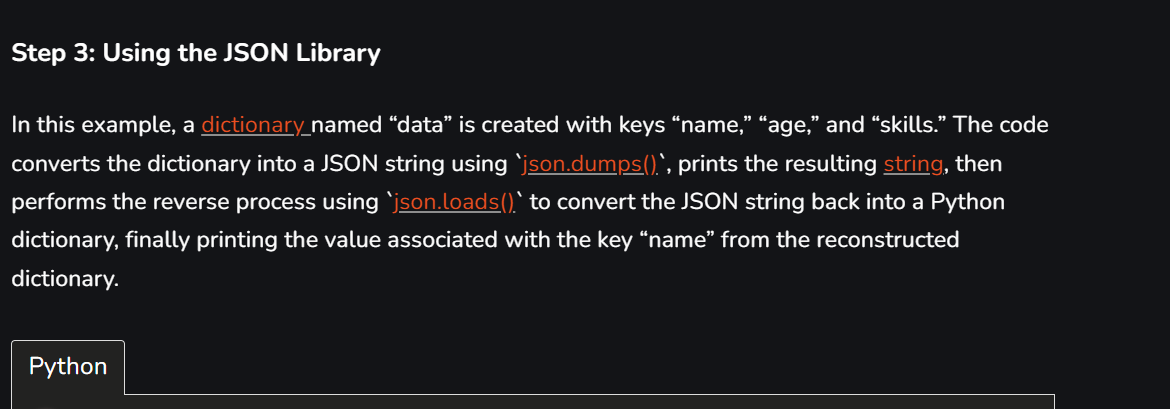 Step 3: Using the JSON Library
In this example, a dictionary named “data” is created with keys “name,” “age,” and “skills.” The code
converts the dictionary into a JSON string using `json.dumps()`, prints the resulting string, then
performs the reverse process using `json.loads()` to convert the JSON string back into a Python
dictionary, finally printing the value associated with the key “name” from the reconstructed
dictionary.
Python